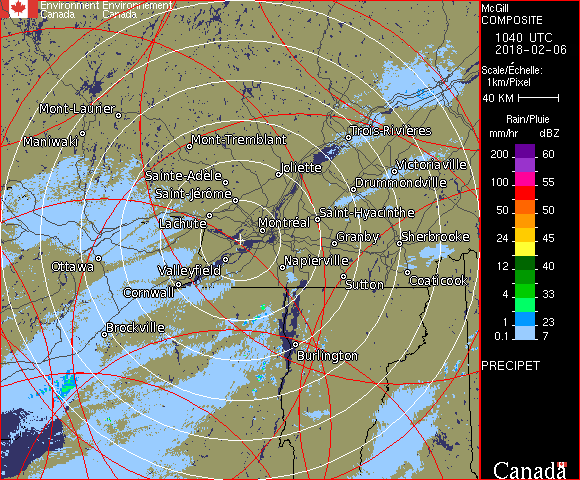 Environment Environnement
Canada Canada
Mont-Laurier
Maniwaki
Mont-Tremblant
Trois-Rivières
Sainte-Adèle
Joliette
Victoriaville
Saint-Jérôme
Drummondville
Lachute
Montréal
Saint-Hyacinthe
Granby
Sherbrooke
Ottawa
Valleyfield
Napierville
Cornwall
Sutton
Coaticook
Brockville
Burlington
McGill
COMPOSITE
1040 UTC
2018-02-06
Scale/Échelle:
1km/Pixel
40 KM
Rain/Pluie
mm/hr dBZ
200 60
150 55
100 55
50 50
24 45
12 40
4 33
1 23
0.1 7
PRECIPET
Canada